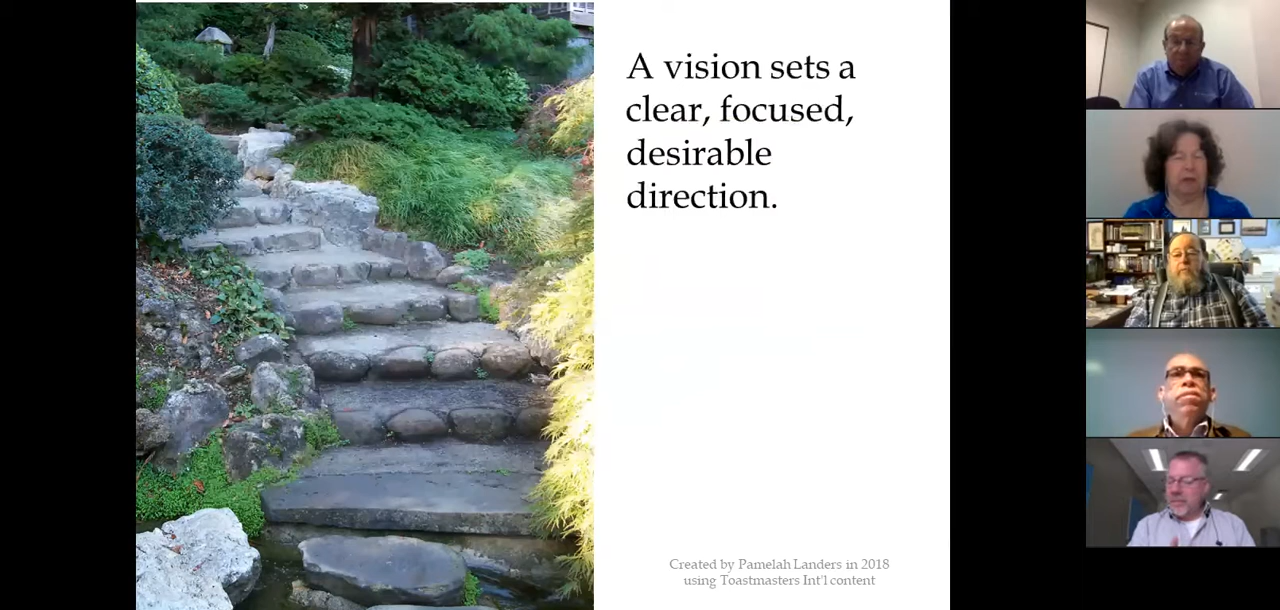 A vision sets a
clear, focused,
desirable
direction.
Created by Pamelah Landers in 2018
using Toastmasters Int'l content